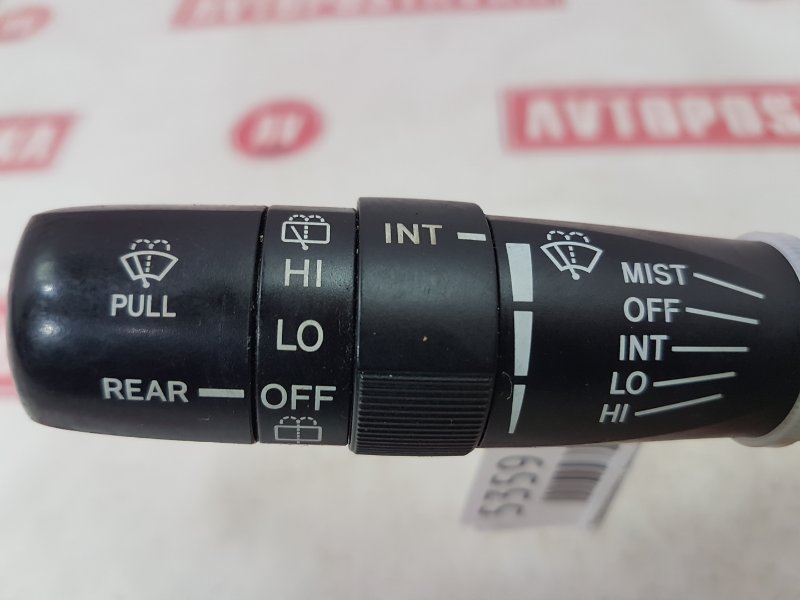 AVTOPOS
PULL
REAR
HI
LO
OFF
INT
MIST
OFF
INT
LO
HI
5359